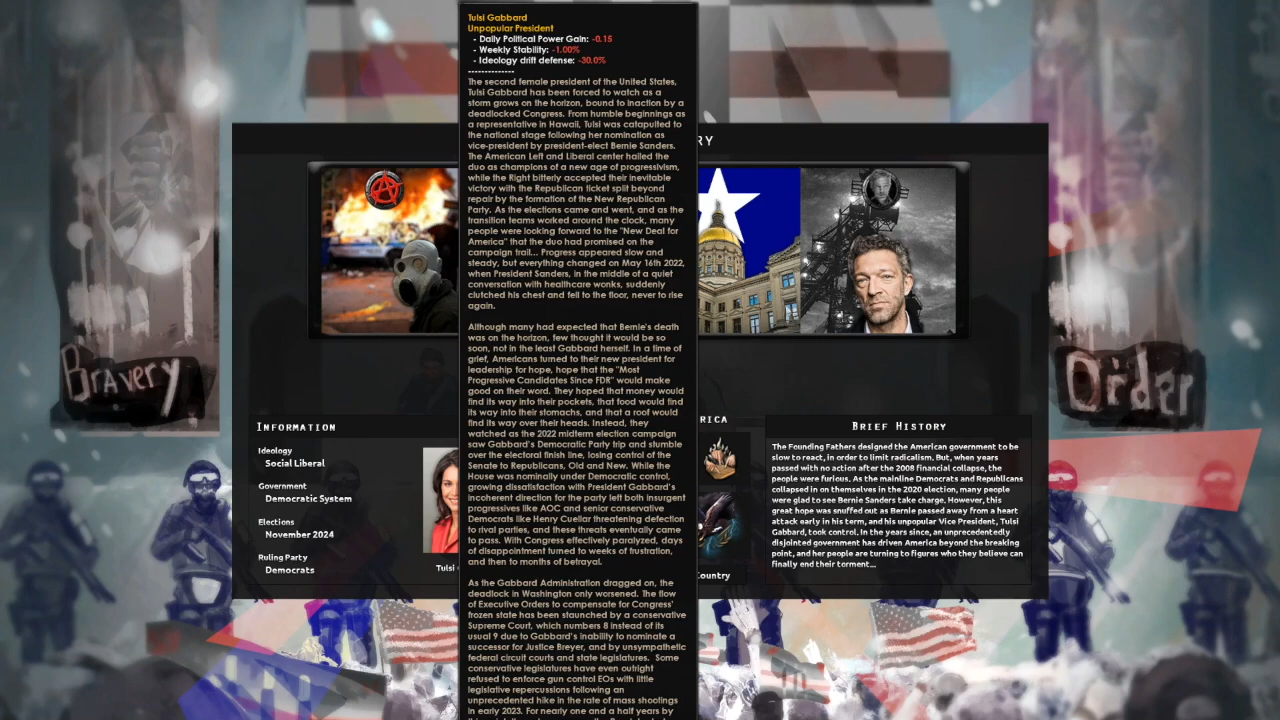 Tulsi Gabbard
Unpopular President
- Daily Political Power Gain: -0.15
- Weekly Stability: -1.00%
- Ideology drift defense: -30.0%
--------------
The second female president of the United States,
Tulsi Gabbard has been forced to watch as a
storm grows on the horizon, bound to inaction by a
deadlocked Congress. From humble beginnings as
a representative in Hawaii, Tulsi was catapulted to
the national stage following her nomination as
vice-president by president-elect Bernie Sanders.
The American Left and Liberal center hailed the
duo as champions of a new age of progressivism,
while the Right bitterly accepted their inevitable
victory with the Republican ticket split beyond
repair by the formation of the New Republican
Party. As the elections came and went, and as the
transition teams worked around the clock, many
people were looking forward to the "New Deal for
America" that the duo had promised on the
campaign trail... Progress appeared slow and
steady, but everything changed on May 16th 2022,
when President Sanders, in the middle of a quiet
conversation with healthcare wonks, suddenly
clutched his chest and fell to the floor, never to rise
again.
Although many had expected that Bernie's death
was on the horizon, few thought it would be so
soon, not in the least Gabbard herself. In a time of
grief, Americans turned to their new president for
leadership for hope, hope that the "Most
Progressive Candidates Since FDR" would make
good on their word. They hoped that money would
find its way into their pockets, that food would find
its way into their stomachs, and that a roof would
find its way over their heads. Instead, they
watched as the 2022 midterm election campaign
saw Gabbard's Democratic Party trip and stumble
over the electoral finish line, losing control of the
Senate to Republicans, Old and New. While the
House was nominally under Democratic control,
growing dissatisfaction with President Gabbard's
incoherent direction for the party left both insurgent
progressives like AOC and senior conservative
Democrats like Henry Cuellar threatening defection
to rival parties, and these threats eventually came
to pass. With Congress effectively paralyzed, days
of disappointment turned to weeks of frustration,
and then to months of betrayal.
As the Gabbard Administration dragged on, the
deadlock in Washington only worsened. The flow
of Executive Orders to compensate for Congress'
frozen state has been staunched by a conservative
Supreme Court, which numbers 8 instead of its
usual 9 due to Gabbard's inability to nominate a
successor for Justice Breyer, and by unsympathetic
federal circuit courts and state legislatures. Some
conservative legislatures have even outright
refused to enforce gun control EOs with little
legislative repercussions following an
unprecedented hike in the rate of mass shootings
in early 2023. For nearly one and a half years by
RY
Bravery
Order
Information
Ideology
Social Liberal
Government
Democratic System
Elections
November 2024
Ruling Party
Democrats
Tulsi
RICA
Country
Brief History
The Founding Fathers designed the American government to be
slow to react, in order to limit radicalism. But, when years
passed with no action after the 2008 financial collapse, the
people were furious. As the mainline Democrats and Republicans
collapsed in on themselves in the 2020 election, many people
were glad to see Bernie Sanders take charge. However, this
great hope was snuffed out as Bernie passed away from a heart
attack early in his term, and his unpopular Vice President, Tulsi
Gabbard, took control. In the years since, an unprecedentedly
disjointed government has driven America beyond the breaking
point, and her people are turning to figures who they believe can
finally end their torment...